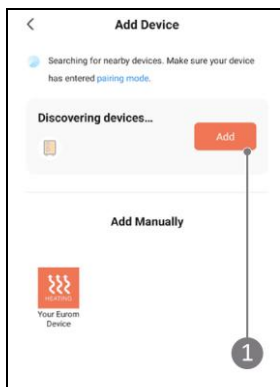 Add Device
Searching for nearby devices. Make sure your device
has entered pairing mode.
Discovering devices...
Add
Add Manually
HEATING
Your Eurom
Device
1